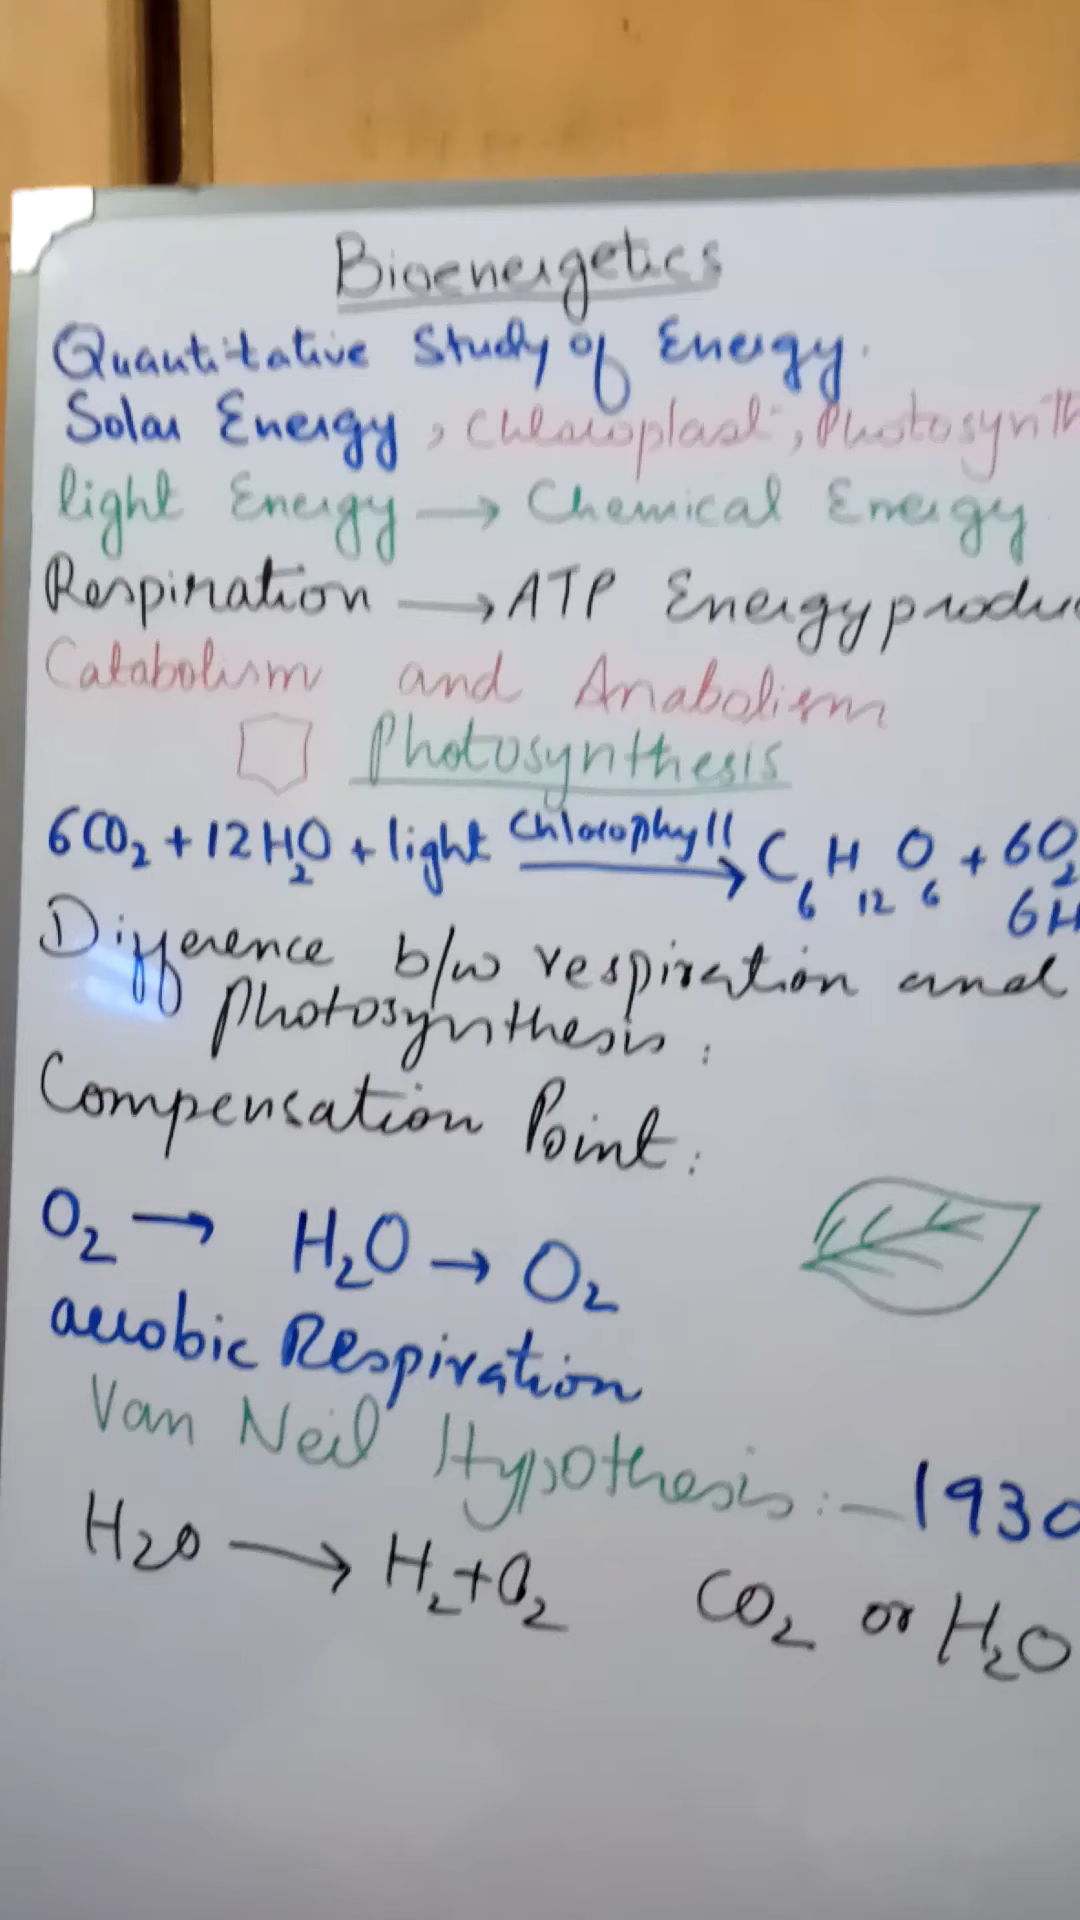 Bioenergetics
Quantitative Study of Energy.
Solar Energy, Chloroplast, Photosynth
light Energy → Chemical Energy
Respiration → ATP Energy produ
Catabolism and Anabolism
Photosynthesis
6CO₂ + 12H₂O + light Chlorophyll → C₆H₁₂O₆ + 6O₂
6H
Difference b/w respiration and
Photosynthesis:
Compensation Point:
O₂ → H₂O → O₂
aerobic Respiration
Van Neil Hypothesis:- 1930
H₂O → H₂+O₂ CO₂ or H₂O